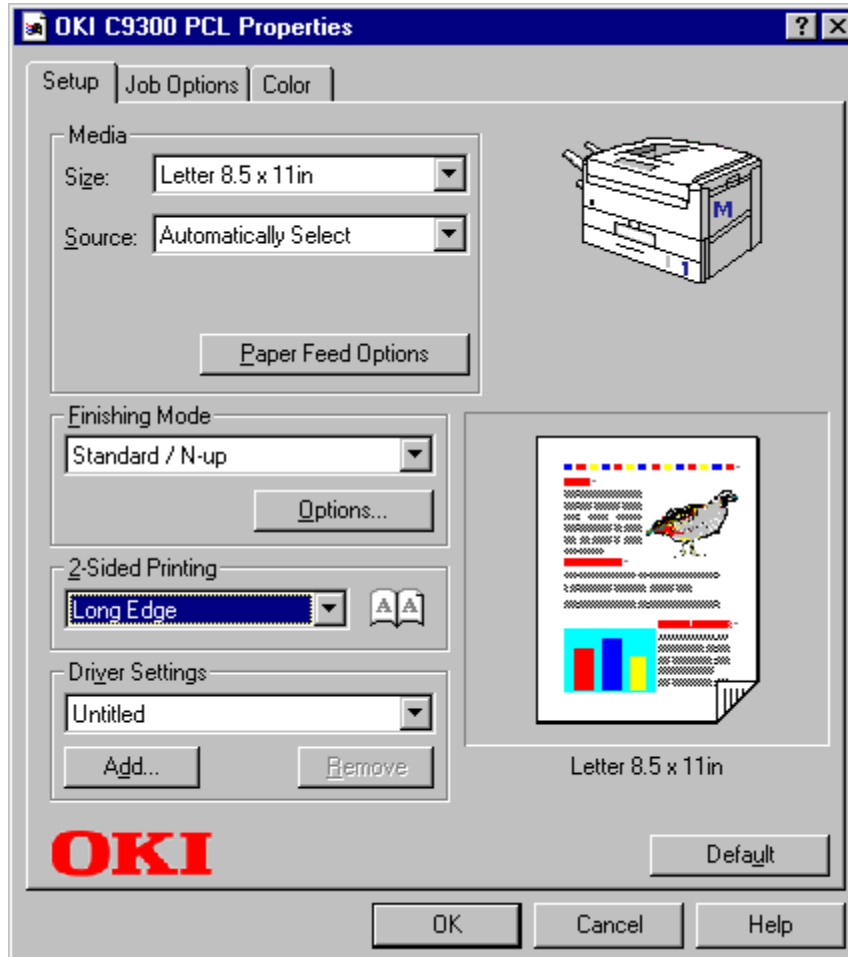 OKI C9300 PCL Properties
Setup Job Options Color
Media
Size: Letter 8.5 x 11in
Source: Automatically Select
Paper Feed Options
M
1
Finishing Mode
Standard / N-up
Options...
2-Sided Printing
Long Edge
A A
Driver Settings
Untitled
Add... Remove
Letter 8.5 x 11in
OKI
Default
OK Cancel Help